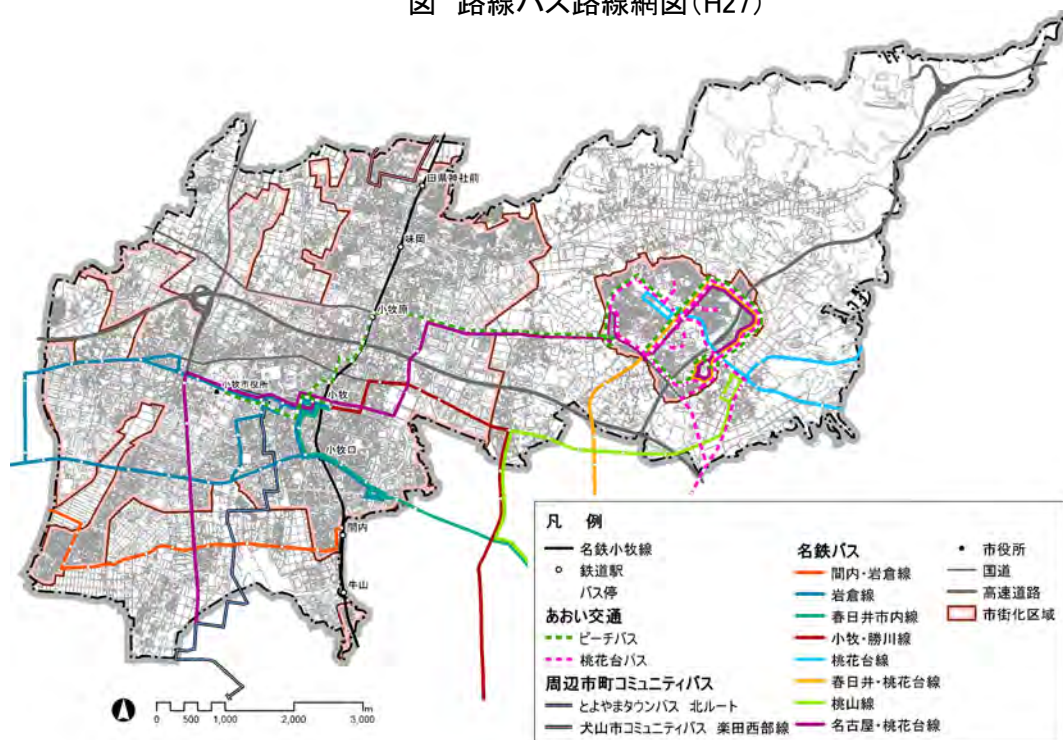 図 路線バス路線網図(H27)
田県神社前
味岡
小牧原
小牧市役所
小牧
小牧口
間内
牛山
0 500 1,000 2,000 3,000
m
凡 例
名鉄小牧線
鉄道駅
バス停
あおい交通
ピーチバス
桃花台バス
周辺市町コミュニティバス
とよやまタウンバス 北ルート
犬山市コミュニティバス 楽田西部線
名鉄バス
間内・岩倉線
岩倉線
春日井市内線
小牧・勝川線
桃花台線
春日井・桃花台線
桃山線
名古屋・桃花台線
市役所
国道
高速道路
市街化区域